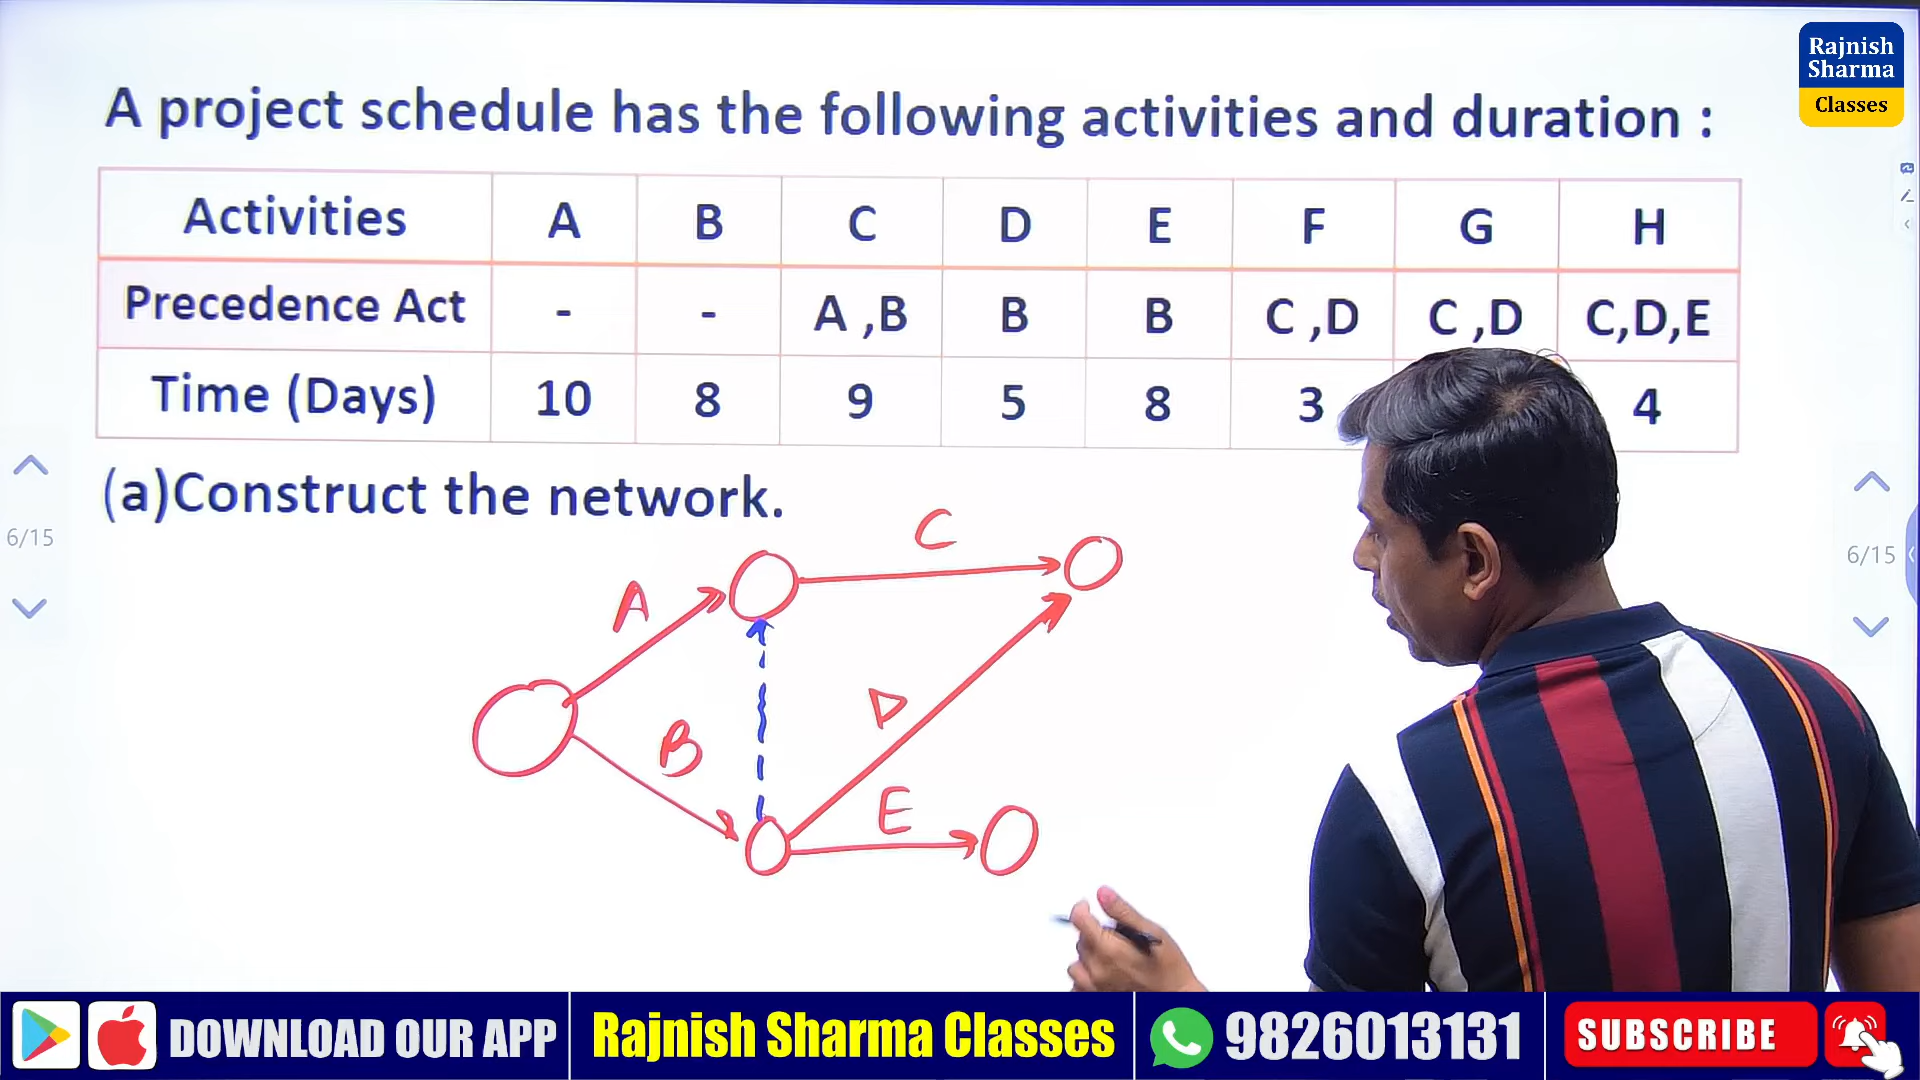 Rajnish
Sharma
Classes
A project schedule has the following activities and duration :
Activities A B C D E F G H
Precedence Act - - A ,B B B C ,D C ,D C,D,E
Time (Days) 10 8 9 5 8 3 4
(a)Construct the network.
6/15
6/15
C
A
D
B
E
DOWNLOAD OUR APP
Rajnish Sharma Classes
9826013131
SUBSCRIBE